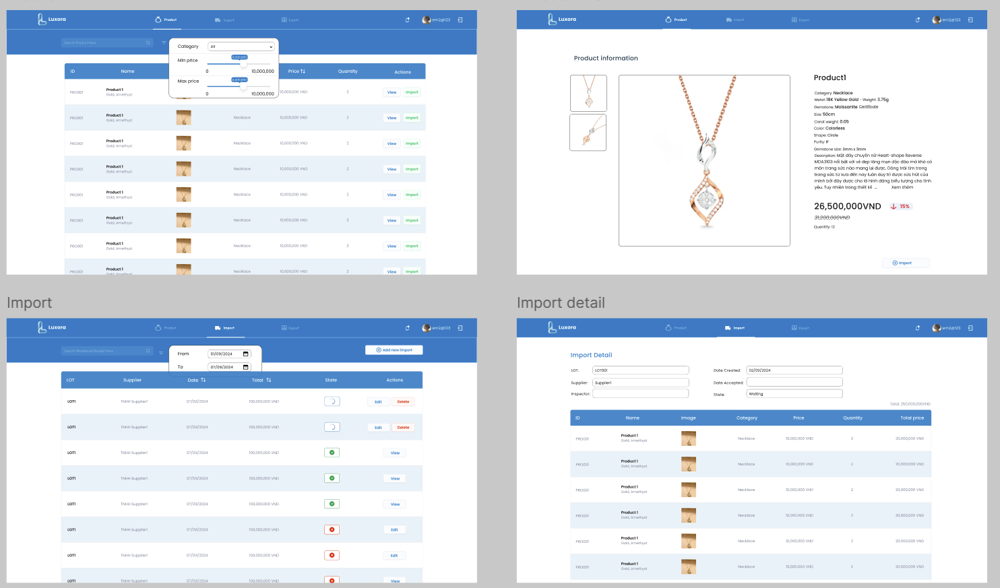 Luxora
Product
Import
Export
em2@123
Search Product Here
Category
All
Min price
0
10,000,000
Max price
0
10,000,000
ID Name Price Quantity Actions
PRO001 Product 1 10,000,000 VND 2 View Import
Gold, Amethyst
PRO001 Product 1 Necklace 10,000,000 VND 2 View Import
Gold, Amethyst
PRO001 Product 1 Necklace 10,000,000 VND 2 View Import
Gold, Amethyst
PRO001 Product 1 Necklace 10,000,000 VND 2 View Import
Gold, Amethyst
PRO001 Product 1 Necklace 10,000,000 VND 2 View Import
Gold, Amethyst
PRO001 Product 1 Necklace 10,000,000 VND 2 View Import
Gold, Amethyst
PRO001 Product 1 Necklace 10,000,000 VND 2 View Import
Gold, Amethyst
PRO001 Product 1 Necklace 10,000,000 VND 2 View Import
Gold, Amethyst
Luxora
Product
Import
Export
em2@123
Product information
Product1
Category: Necklace
Metal: 18K Yellow Gold - Weight: 3.75g
Gemstone: Moissanite Certificate
Size: 50cm
Carat weight: 0.05
Color: Colorless
Shape: Circle
Purity: IF
Gemstone size: 3mm x 3mm
Description: Mặt dây chuyền nữ Heart-shape Reverse
MDA3103 nổi bật với vẻ đẹp lãng mạn độc đáo mà khó có
món trang sức nào mang lại được. Dòng trái tim trong
trang sức từ xưa đến nay luôn duy trì được sức hút của
mình bởi đây được cho là hình dáng biểu tượng cho tình
yêu. Tuy nhiên trong thiết kế ... Xem thêm
26,500,000VND 15%
31,200,000VND
Quantity: 12
Import
Import
Luxora
Product
Import
Export
em2@123
Search Warehouse Receipt Here
From 01/09/2024
To 07/09/2024
Add new import
LOT Supplier Date Total State Actions
LOT1 TNHH Supplier1 07/09/2024 100,000,000 VND Edit Delete
LOT1 TNHH Supplier1 07/09/2024 100,000,000 VND Edit Delete
LOT1 TNHH Supplier1 07/09/2024 100,000,000 VND View
LOT1 TNHH Supplier1 07/09/2024 100,000,000 VND View
LOT1 TNHH Supplier1 07/09/2024 100,000,000 VND View
LOT1 TNHH Supplier1 07/09/2024 100,000,000 VND Edit
LOT1 TNHH Supplier1 07/09/2024 100,000,000 VND Edit
LOT1 TNHH Supplier1 07/09/2024 100,000,000 VND View
Import detail
Luxora
Product
Import
Export
em2@123
Import Detail
LOT: LOT001 Date Created: 02/09/2024
Supplier: Supplier1 Date Accepted:
Inspector: State: Waiting
Total: 260,000,000VND
ID Name Image Category Price Quantity Total price
PRO001 Product 1 Necklace 10,000,000 VND 2 20,000,000 VND
Gold, Amethyst
PRO001 Product 1 Necklace 10,000,000 VND 2 20,000,000 VND
Gold, Amethyst
PRO001 Product 1 Necklace 10,000,000 VND 2 20,000,000 VND
Gold, Amethyst
PRO001 Product 1 Necklace 10,000,000 VND 2 20,000,000 VND
Gold, Amethyst
PRO001 Product 1 Necklace 10,000,000 VND 2 20,000,000 VND
Gold, Amethyst
PRO001 Product 1 Necklace 10,000,000 VND 2 20,000,000 VND
Gold, Amethyst